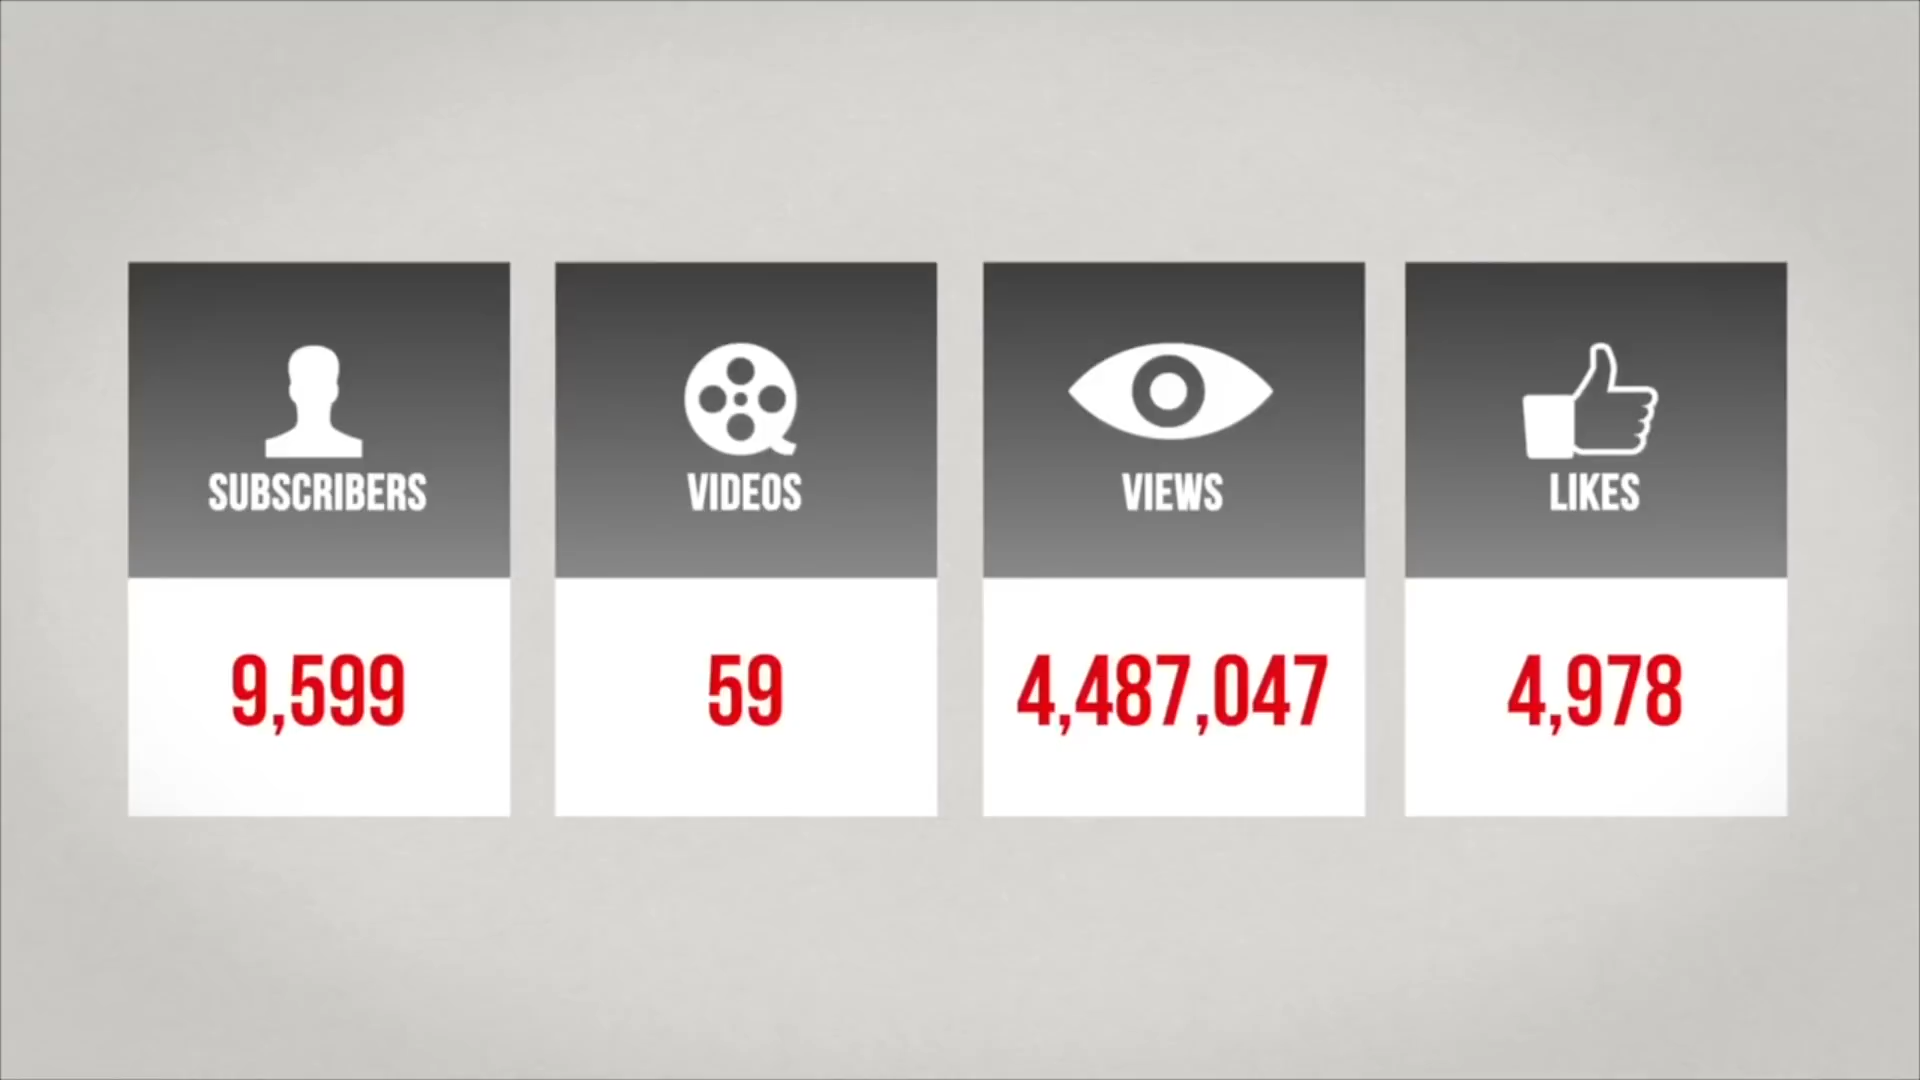 SUBSCRIBERS
9,599
VIDEOS
59
VIEWS
4,487,047
LIKES
4,978